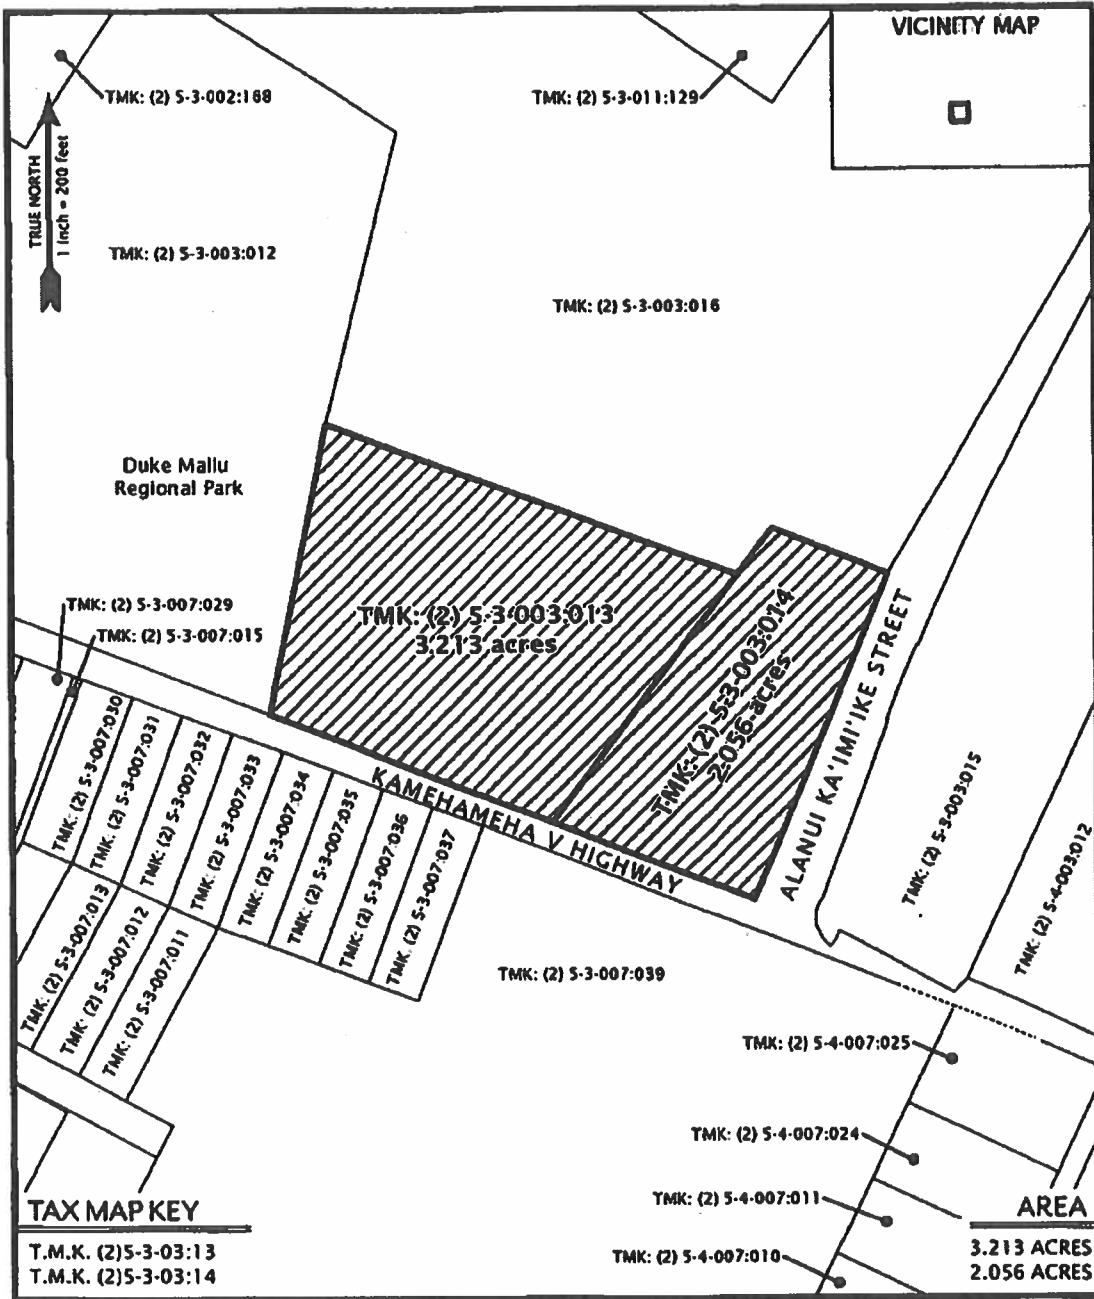 VICINITY MAP
TMK: (2) 5-3-002:168
TMK: (2) 5-3-011:129
TRUE NORTH
1 inch = 200 feet
TMK: (2) 5-3-003:012
TMK: (2) 5-3-003:016
Duke Maliu
Regional Park
TMK: (2) 5-3-007:029
TMK: (2) 5-3-007:015
TMK: (2) 5-3-003:013
3.213 acres
TMK: (2) 5-3-003:014
2.056 acres
ALANUI KA'IMI'IKE STREET
KAMEHAMEHA V HIGHWAY
TMK: (2) 5-3-007:030
TMK: (2) 5-3-007:031
TMK: (2) 5-3-007:032
TMK: (2) 5-3-007:033
TMK: (2) 5-3-007:034
TMK: (2) 5-3-007:035
TMK: (2) 5-3-007:036
TMK: (2) 5-3-007:037
TMK: (2) 5-3-003:015
TMK: (2) 5-4-003:012
TMK: (2) 5-3-007:013
TMK: (2) 5-3-007:012
TMK: (2) 5-3-007:011
TMK: (2) 5-3-007:039
TMK: (2) 5-4-007:025
TMK: (2) 5-4-007:024
TMK: (2) 5-4-007:011
TMK: (2) 5-4-007:010
TAX MAP KEY
T.M.K. (2)5-3-03:13
T.M.K. (2)5-3-03:14
AREA
3.213 ACRES
2.056 ACRES